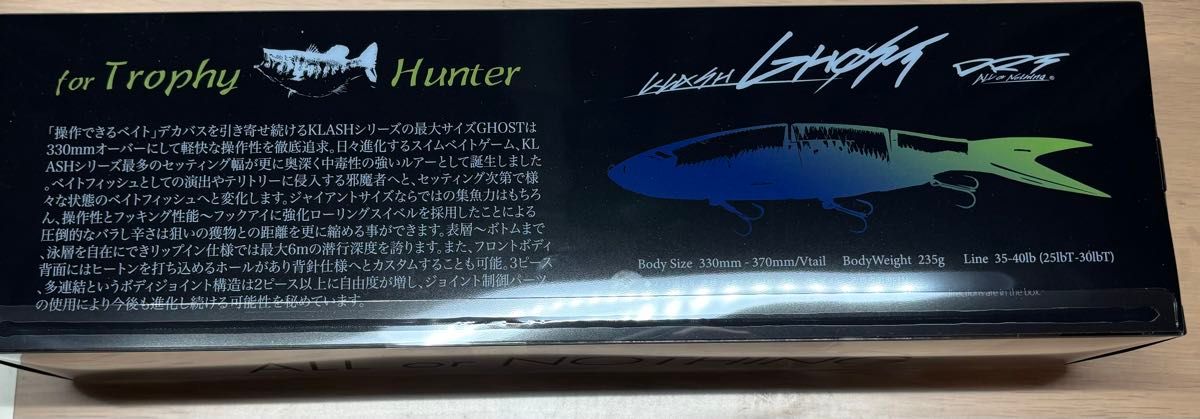 for Trophy Hunter
KLASH GHOST
DRT
ALL or Nothing®
「操作できるベイト」デカバスを引き寄せ続けるKLASHシリーズの最大サイズGHOSTは
330mmオーバーにして軽快な操作性を徹底追求。日々進化するスイムベイトゲーム、KL
ASHシリーズ最多のセッティング幅が更に奥深く中毒性の強いルアーとして誕生しました
。ベイトフィッシュとしての演出やテリトリーに侵入する邪魔者へと、セッティング次第で様
々な状態のベイトフィッシュへと変化します。ジャイアントサイズならではの集魚力はもちろ
ん、操作性とフッキング性能～フックアイに強化ローリングスイベルを採用したことによる
圧倒的なバラし辛さは狙いの獲物との距離を更に縮める事ができます。表層～ボトムまで
、泳層を自在にできリップイン仕様では最大6mの潜行深度を誇ります。また、フロントボディ
背面にはヒートンを打ち込めるホールがあり背針仕様へとカスタムすることも可能。3ピース
、多連結というボディジョイント構造は2ピース以上に自由度が増し、ジョイント制御パーツ
の使用により今後も進化し続ける可能性を秘めています。
Body Size 330mm - 370mm/Vtail BodyWeight 235g Line 35-40lb (25lbT-30lbT)
directions are in the box.
ALL or NOTHING